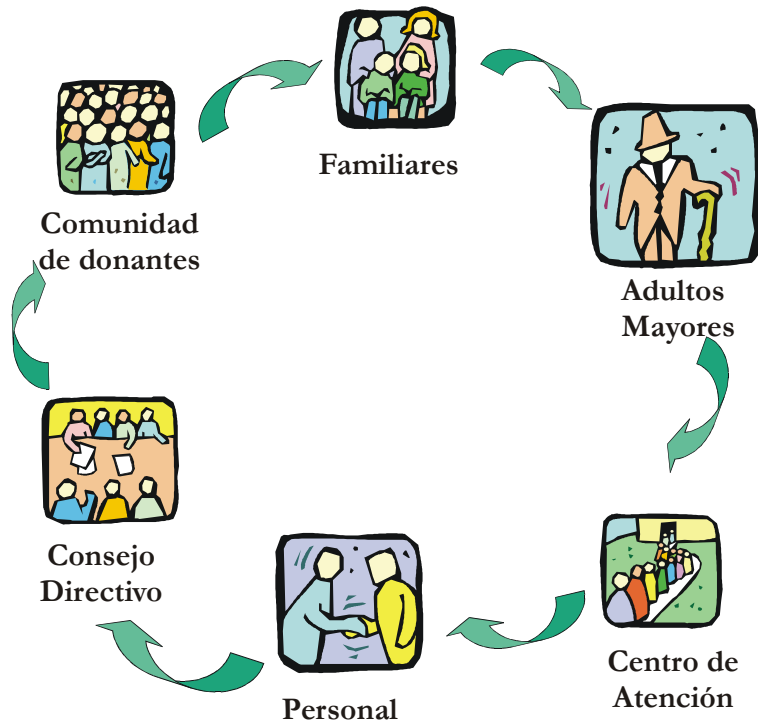 Familiares
Adultos
Mayores
Centro de
Atención
Personal
Consejo
Directivo
Comunidad
de donantes